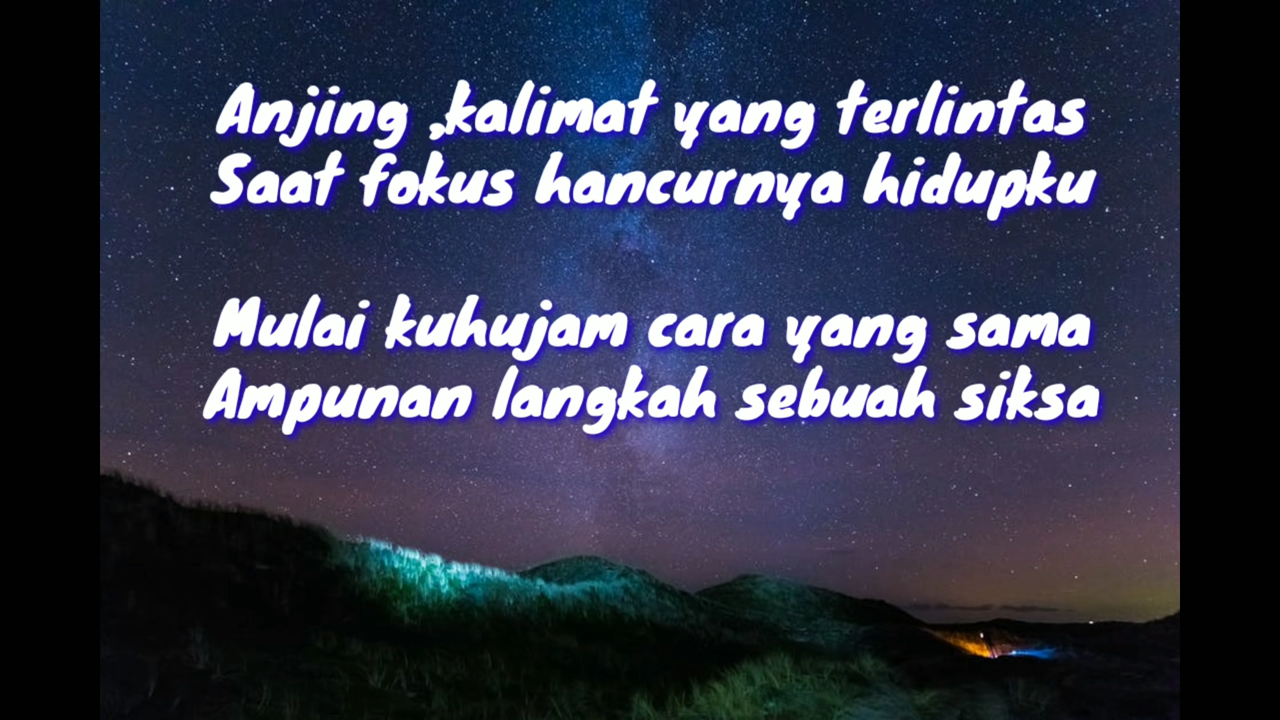 Anjing ,kalimat yang terlintas
Saat fokus hancurnya hidupku
Mulai kuhujam cara yang sama
Ampunan langkah sebuah siksa